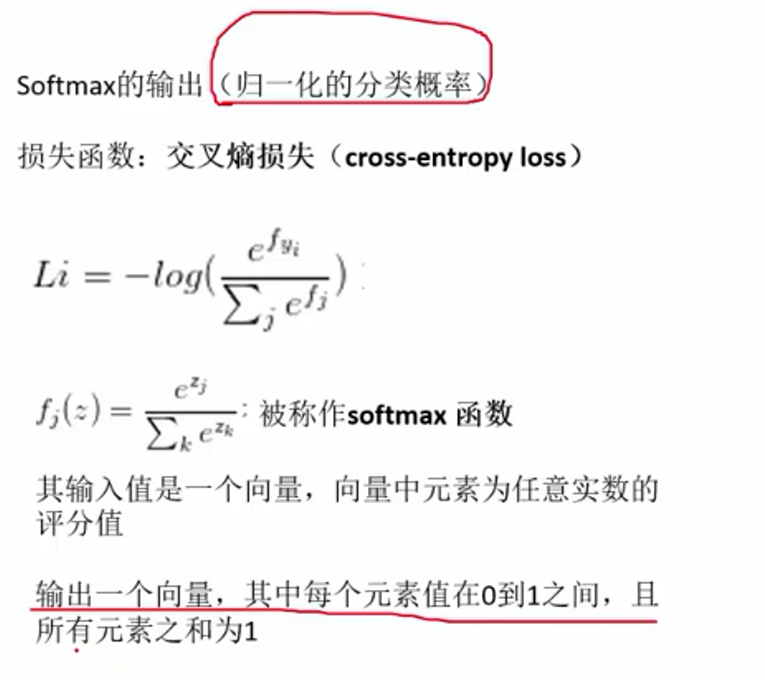 Softmax的输出（归一化的分类概率）
损失函数：交叉熵损失（cross-entropy loss）
Li = −log(e^{f_{y_i}} / ∑_j e^{f_j})
f_j(z) = e^{z_j} / ∑_k e^{z_k}; 被称作softmax 函数
其输入值是一个向量，向量中元素为任意实数的
评分值
输出一个向量，其中每个元素值在0到1之间，且
所有元素之和为1